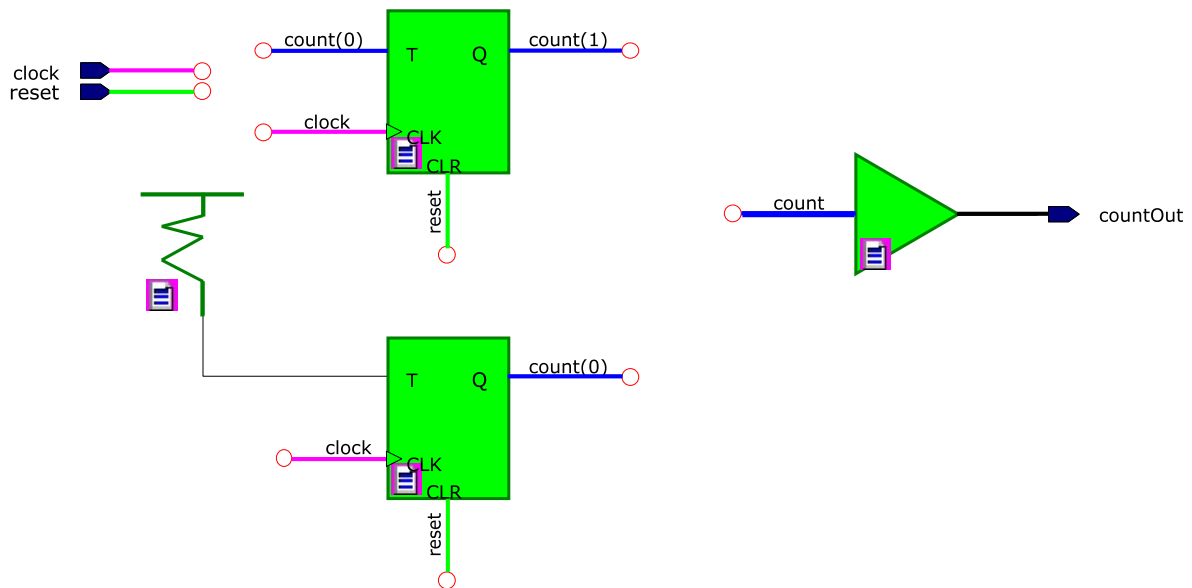 clock
reset
count(0)
T
Q
count(1)
clock
CLK
CLR
reset
count
countOut
T
Q
count(0)
clock
CLK
CLR
reset